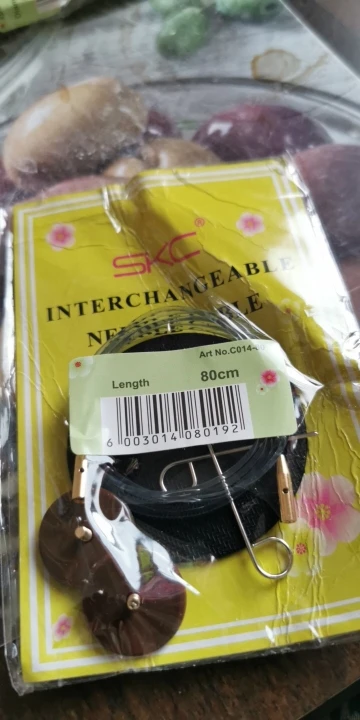 SKC®
INTERCHANGEABLE
Art No.C014-
Length 80cm
6 003014 080192